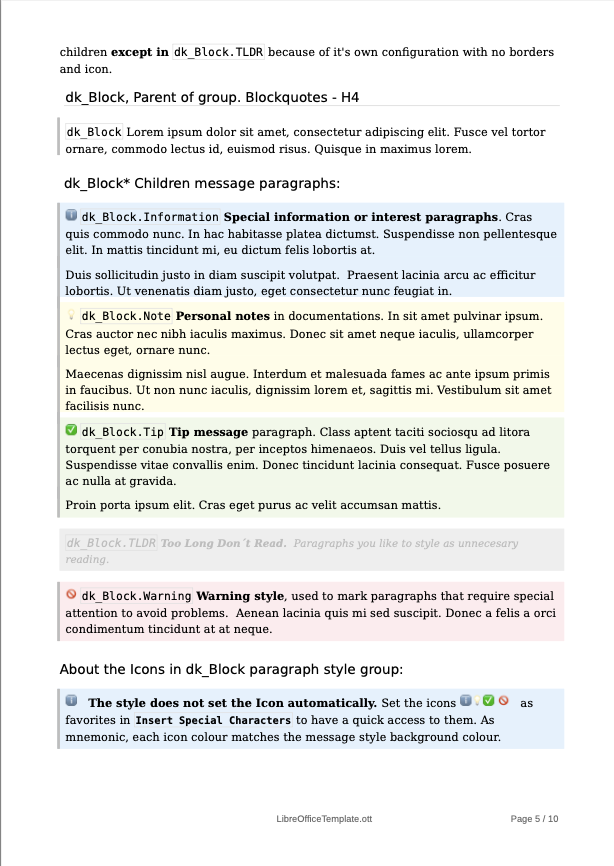 children except in dk_Block.TLDR because of it's own configuration with no borders
and icon.
dk_Block, Parent of group. Blockquotes - H4
dk_Block Lorem ipsum dolor sit amet, consectetur adipiscing elit. Fusce vel tortor
ornare, commodo lectus id, euismod risus. Quisque in maximus lorem.
dk_Block* Children message paragraphs:
ℹ️ dk_Block.Information Special information or interest paragraphs. Cras
quis commodo nunc. In hac habitasse platea dictumst. Suspendisse non pellentesque
elit. In mattis tincidunt mi, eu dictum felis lobortis at.
Duis sollicitudin justo in diam suscipit volutpat.  Praesent lacinia arcu ac efficitur
lobortis. Ut venenatis diam justo, eget consectetur nunc feugiat in.
💡 dk_Block.Note Personal notes in documentations. In sit amet pulvinar ipsum.
Cras auctor nec nibh iaculis maximus. Donec sit amet neque iaculis, ullamcorper
lectus eget, ornare nunc.
Maecenas dignissim nisl augue. Interdum et malesuada fames ac ante ipsum primis
in faucibus. Ut non nunc iaculis, dignissim lorem et, sagittis mi. Vestibulum sit amet
facilisis nunc.
✅ dk_Block.Tip Tip message paragraph. Class aptent taciti sociosqu ad litora
torquent per conubia nostra, per inceptos himenaeos. Duis vel tellus ligula.
Suspendisse vitae convallis enim. Donec tincidunt lacinia consequat. Fusce posuere
ac nulla at gravida.
Proin porta ipsum elit. Cras eget purus ac velit accumsan mattis.
dk_Block.TLDR Too Long Don´t Read.  Paragraphs you like to style as unnecesary
reading.
🚫 dk_Block.Warning Warning style, used to mark paragraphs that require special
attention to avoid problems.  Aenean lacinia quis mi sed suscipit. Donec a felis a orci
condimentum tincidunt at at neque.
About the Icons in dk_Block paragraph style group:
ℹ️ The style does not set the Icon automatically. Set the icons ℹ️💡✅🚫 as
favorites in Insert Special Characters to have a quick access to them. As
mnemonic, each icon colour matches the message style background colour.
LibreOfficeTemplate.ott Page 5 / 10